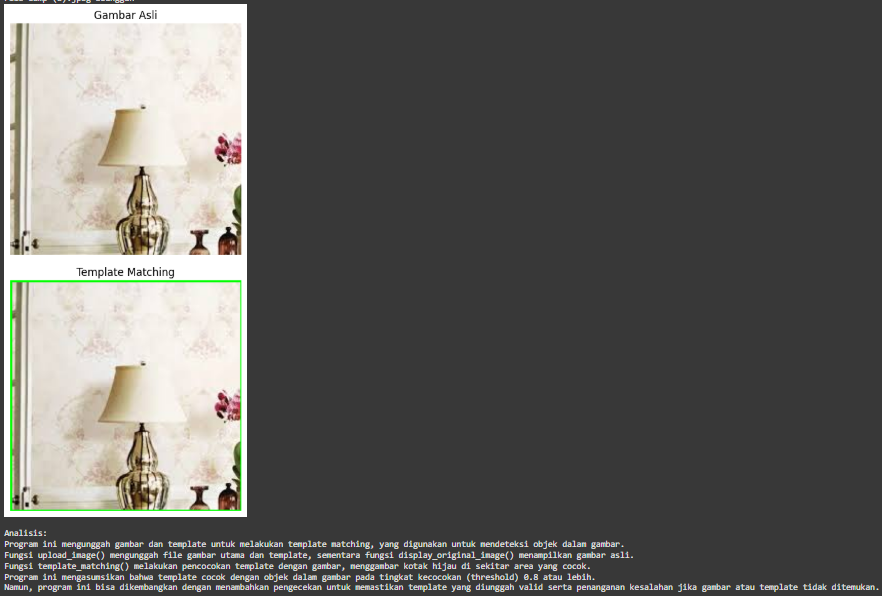 Gambar Asli
Template Matching
Analisis:
Program ini mengunggah gambar dan template untuk melakukan template matching, yang digunakan untuk mendeteksi objek dalam gambar.
Fungsi upload_image() mengunggah file gambar utama dan template, sementara fungsi display_original_image() menampilkan gambar asli.
Fungsi template_matching() melakukan pencocokan template dengan gambar, menggambar kotak hijau di sekitar area yang cocok.
Program ini mengasumsikan bahwa template cocok dengan objek dalam gambar pada tingkat kecocokan (threshold) 0.8 atau lebih.
Namun, program ini bisa dikembangkan dengan menambahkan pengecekan untuk memastikan template yang diunggah valid serta penanganan kesalahan jika gambar atau template tidak ditemukan.